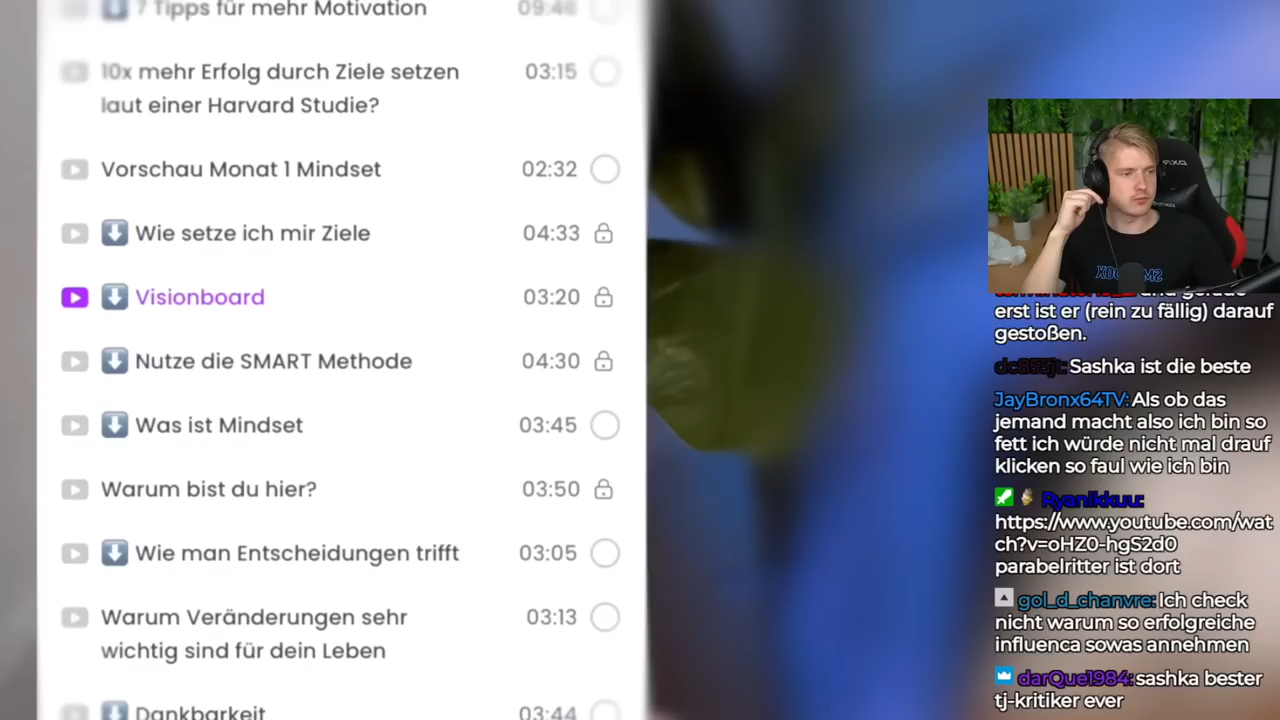 7 Tipps für mehr Motivation 09:46
10x mehr Erfolg durch Ziele setzen 03:15
laut einer Harvard Studie?
Vorschau Monat 1 Mindset 02:32
Wie setze ich mir Ziele 04:33
Visionboard 03:20
Nutze die SMART Methode 04:30
Was ist Mindset 03:45
Warum bist du hier? 03:50
Wie man Entscheidungen trifft 03:05
Warum Veränderungen sehr 03:13
wichtig sind für dein Leben
Dankbarkeit 03:44
erst ist er (rein zu fällig) darauf
gestoßen.
Sashka ist die beste
JayBronx64TV: Als ob das
jemand macht also ich bin so
fett ich würde nicht mal drauf
klicken so faul wie ich bin
Ryanikkuu:
https://www.youtube.com/wat
ch?v=oHZ0-hgS2d0
parabelritter ist dort
gol_d_chanvre: Ich check
nicht warum so erfolgreiche
influenca sowas annehmen
darQue1984: sashka bester
tj-kritiker ever